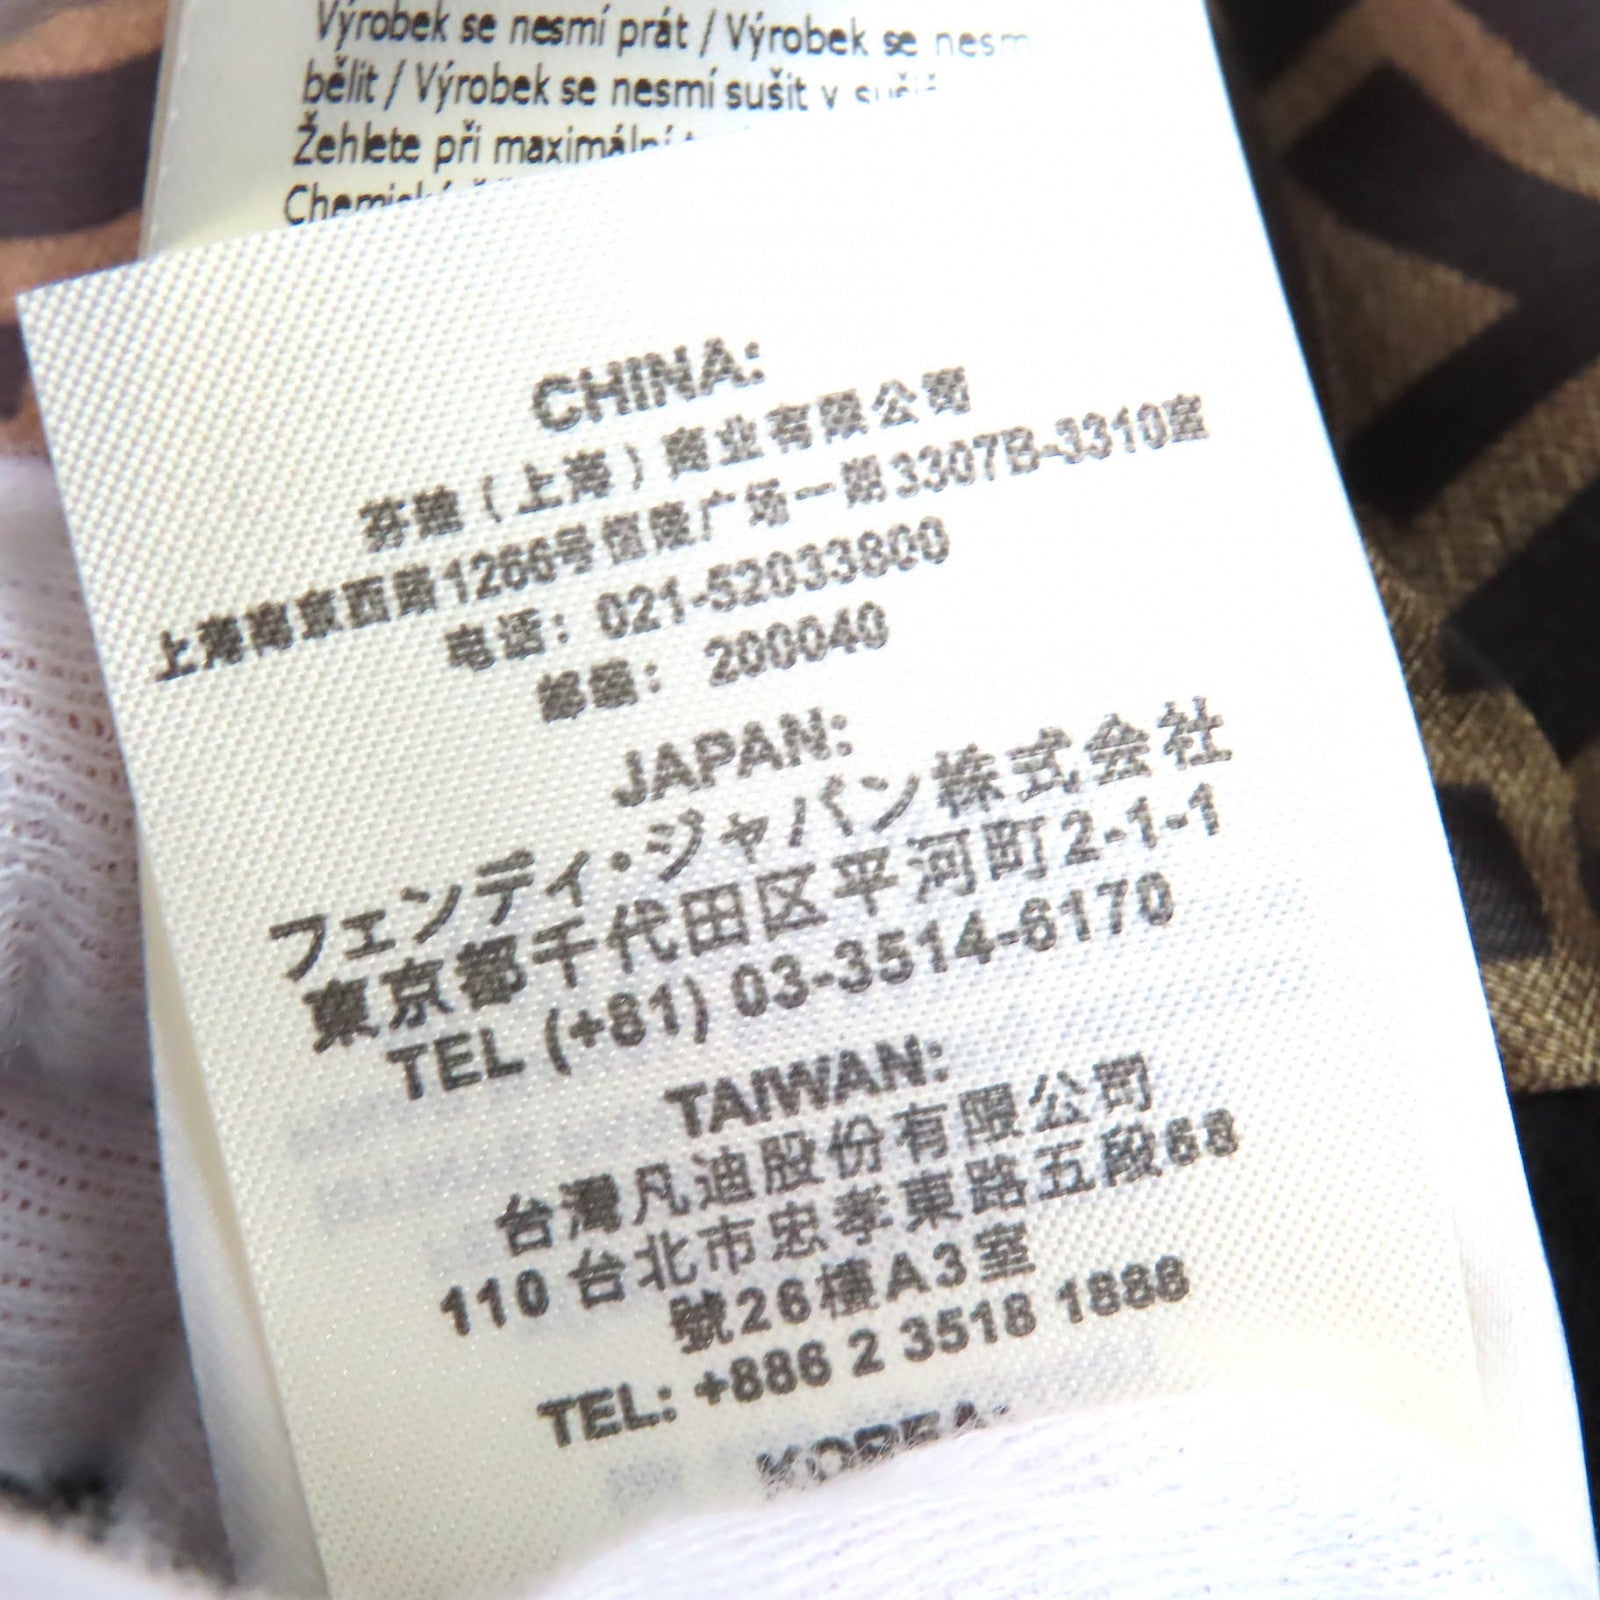 Výrobek se nesmí prát / Výrobek se nesm
bělit / Výrobek se nesmí sušit v
Žehlete při maximální
CHINA:
芬迪（上海）商业有限公司
上海南京西路1266号恒隆广场一期3307B-3310室
电话：021-52033800
邮编：200040
JAPAN:
フェンディ・ジャパン株式会社
東京都千代田区平河町2-1-1
TEL (+81) 03-3514-6170
TAIWAN:
台灣凡迪股份有限公司
110 台北市忠孝東路五段68
號26樓A3室
TEL: +886 2 3518 1888
KOREA: